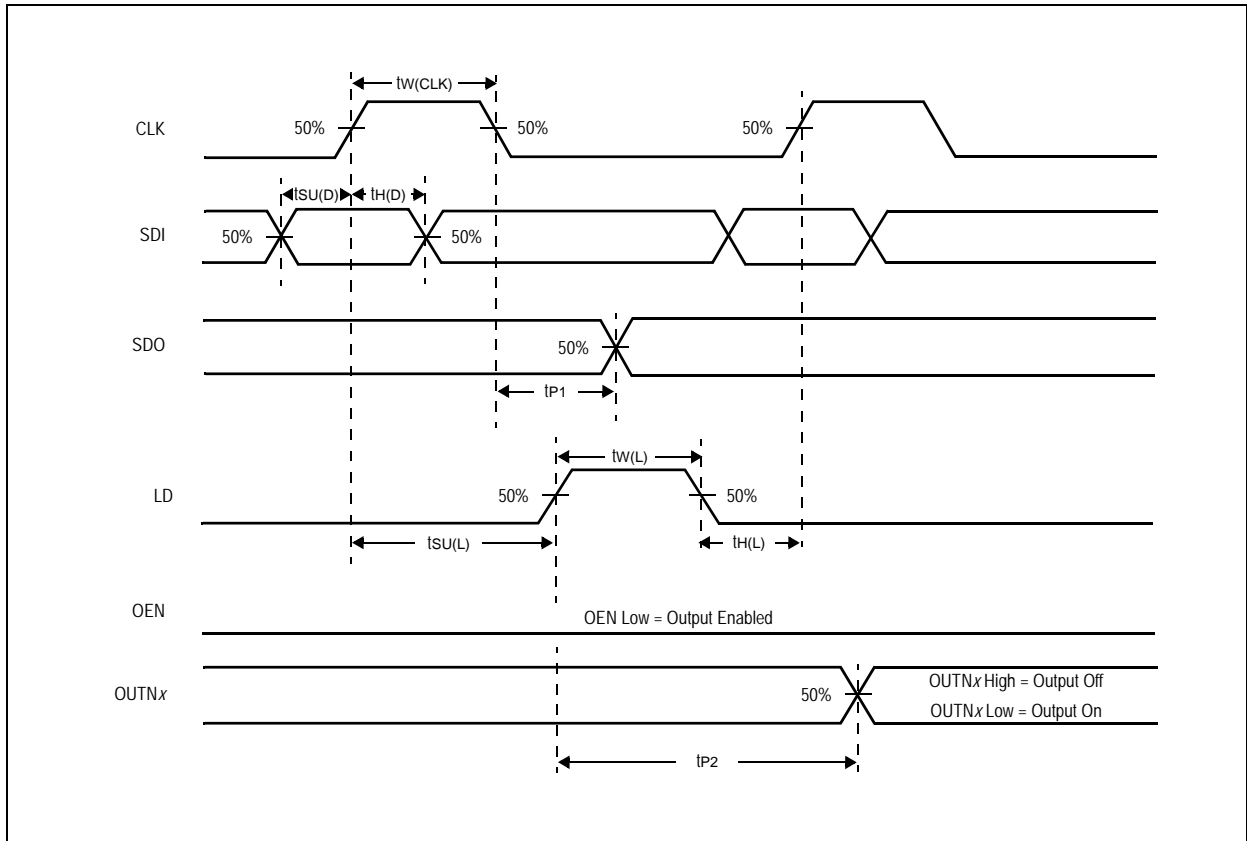 tW(CLK)
CLK
50%
50%
50%
tSU(D)
tH(D)
SDI
50%
50%
SDO
50%
tP1
tW(L)
LD
50%
50%
tSU(L)
tH(L)
OEN
OEN Low = Output Enabled
OUTNx
50%
OUTNx High = Output Off
OUTNx Low = Output On
tP2